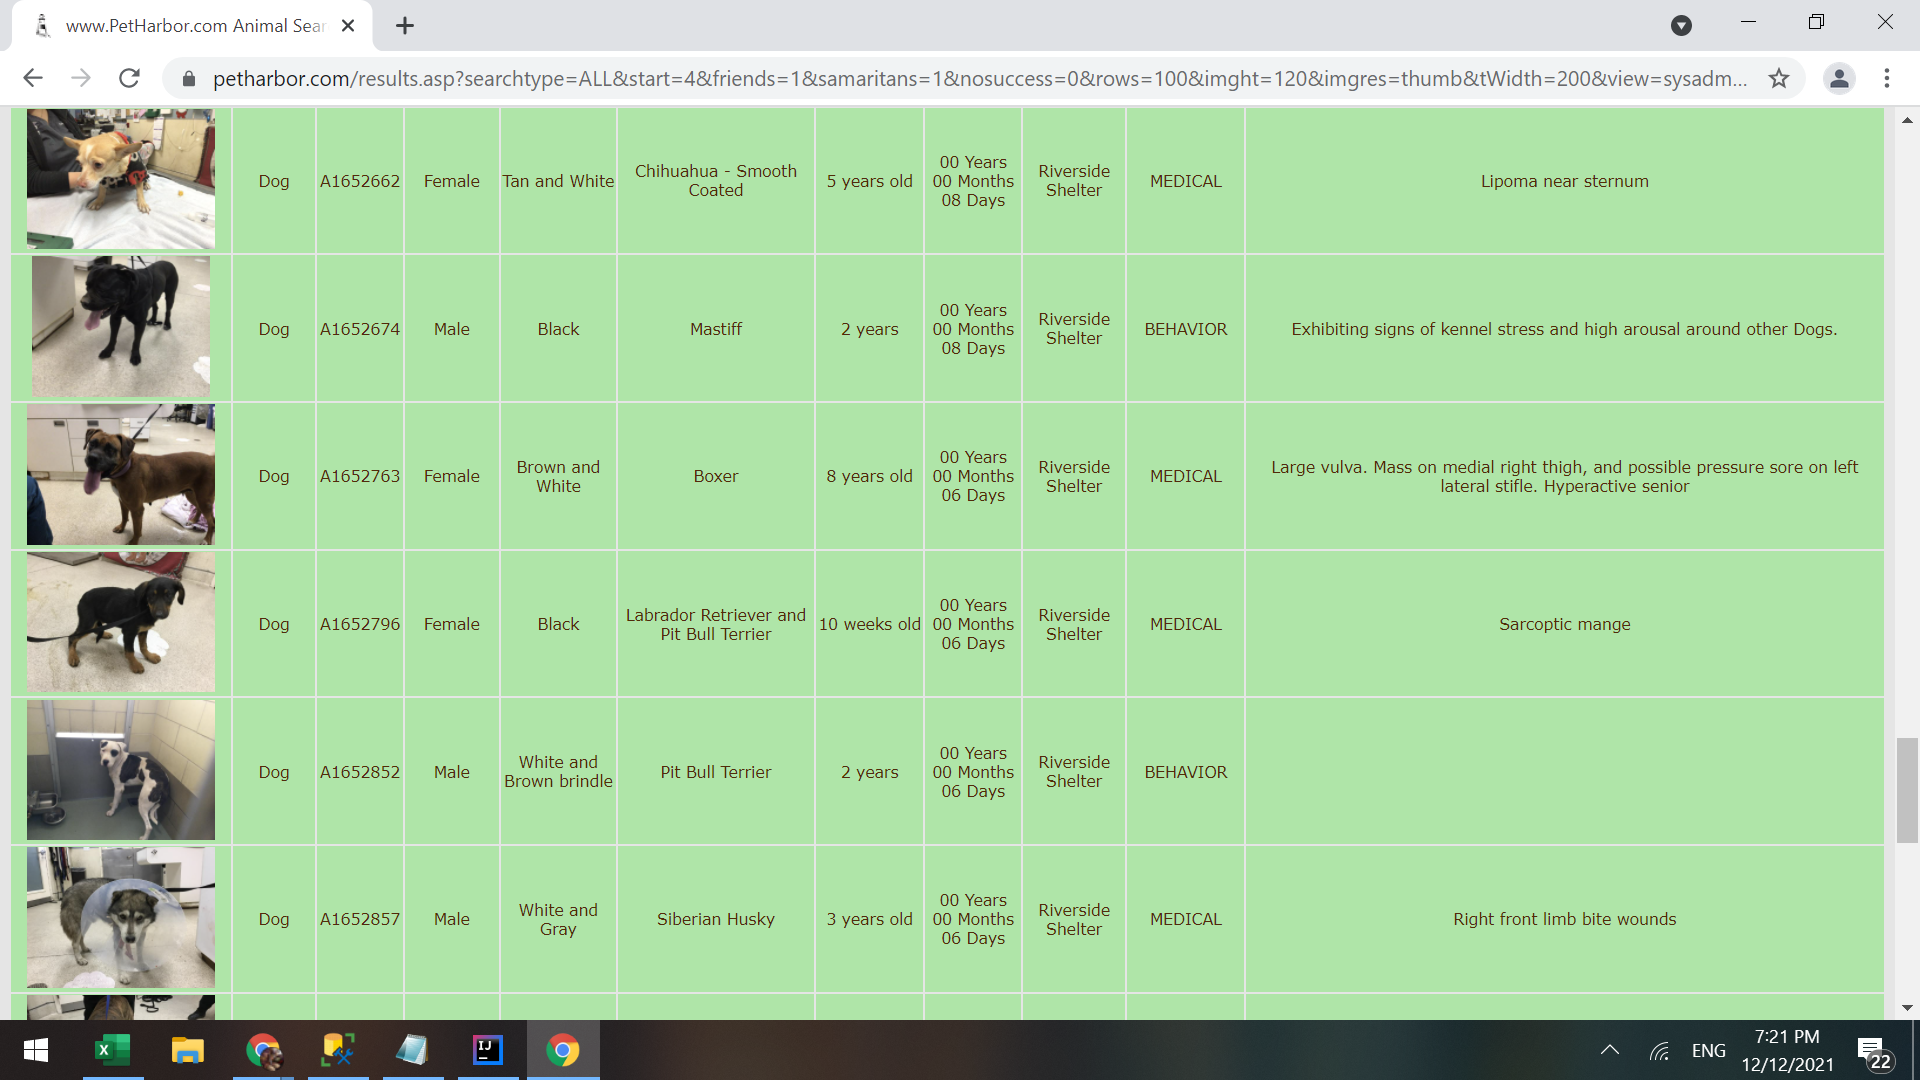 www.PetHarbor.com Animal Sear
petharbor.com/results.asp?searchtype=ALL&start=4&friends=1&samaritans=1&nosuccess=0&rows=100&imght=120&imgres=thumb&tWidth=200&view=sysadm...
Dog A1652662 Female Tan and White Chihuahua - Smooth Coated 5 years old 00 Years 00 Months 08 Days Riverside Shelter MEDICAL Lipoma near sternum
Dog A1652674 Male Black Mastiff 2 years 00 Years 00 Months 08 Days Riverside Shelter BEHAVIOR Exhibiting signs of kennel stress and high arousal around other Dogs.
Dog A1652763 Female Brown and White Boxer 8 years old 00 Years 00 Months 06 Days Riverside Shelter MEDICAL Large vulva. Mass on medial right thigh, and possible pressure sore on left lateral stifle. Hyperactive senior
Dog A1652796 Female Black Labrador Retriever and Pit Bull Terrier 10 weeks old 00 Years 00 Months 06 Days Riverside Shelter MEDICAL Sarcoptic mange
Dog A1652852 Male White and Brown brindle Pit Bull Terrier 2 years 00 Years 00 Months 06 Days Riverside Shelter BEHAVIOR
Dog A1652857 Male White and Gray Siberian Husky 3 years old 00 Years 00 Months 06 Days Riverside Shelter MEDICAL Right front limb bite wounds
X
IJ
ENG
7:21 PM
12/12/2021
22